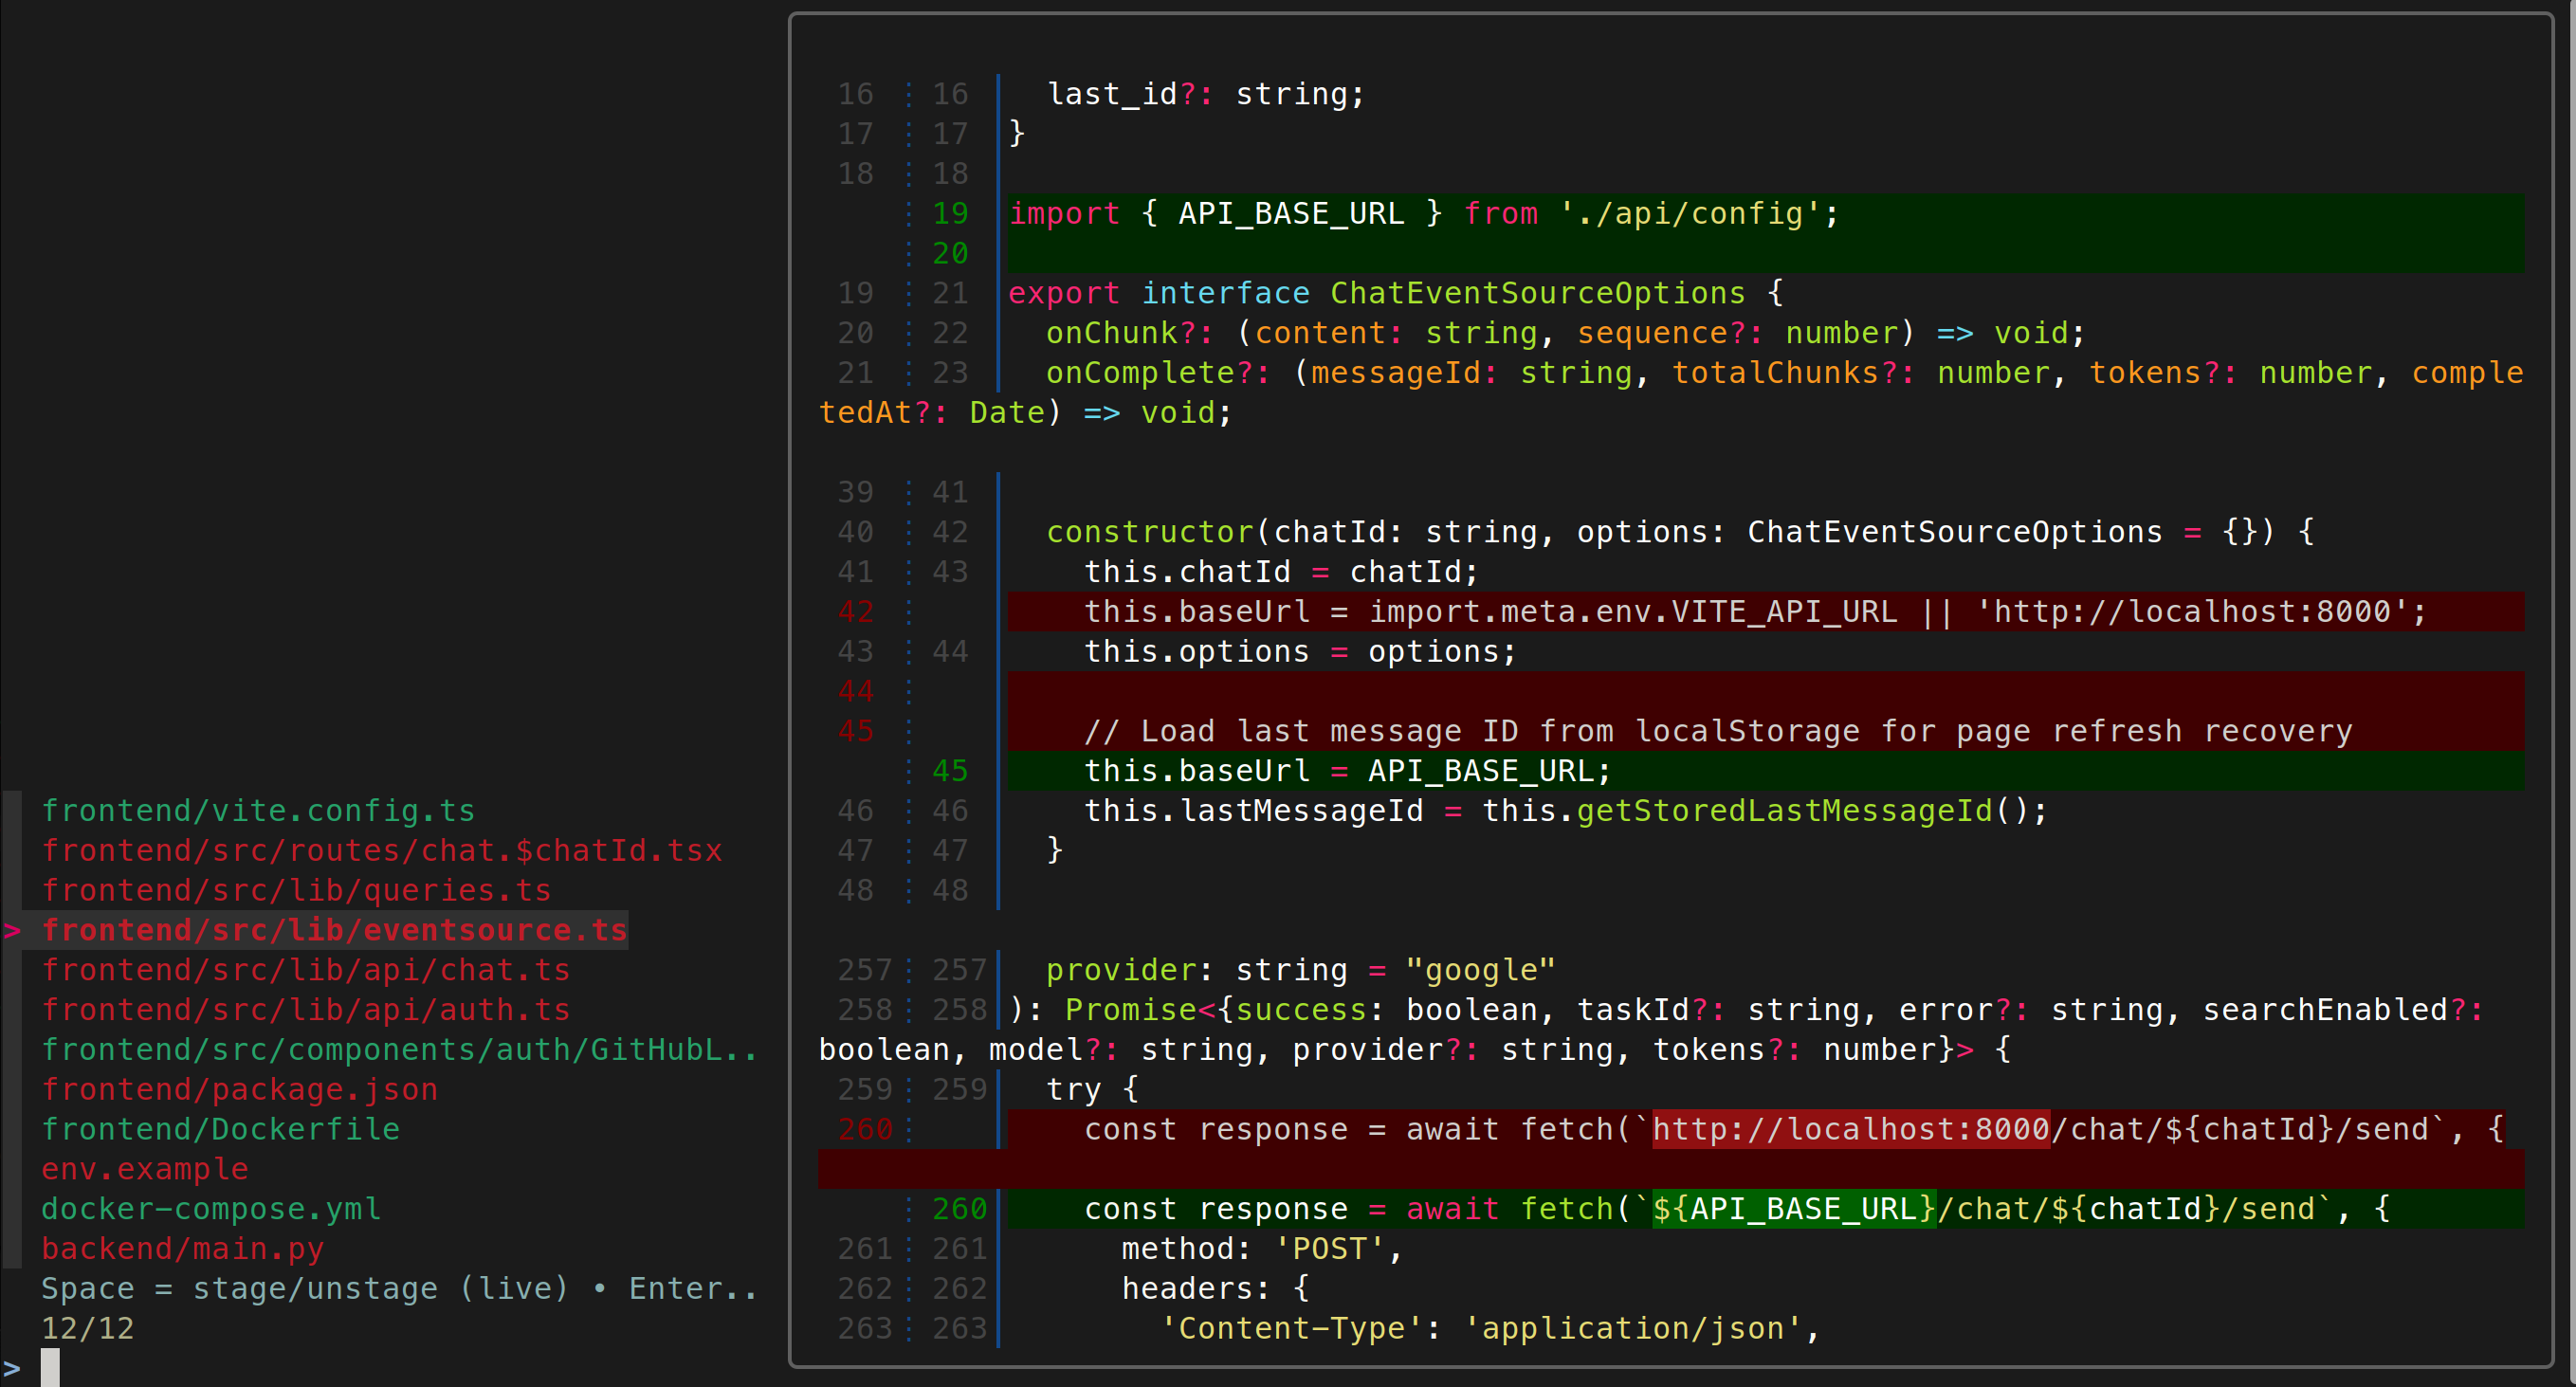 frontend/vite.config.ts
frontend/src/routes/chat.$chatId.tsx
frontend/src/lib/queries.ts
> frontend/src/lib/eventsource.ts
frontend/src/lib/api/chat.ts
frontend/src/lib/api/auth.ts
frontend/src/components/auth/GitHubL..
frontend/package.json
frontend/Dockerfile
env.example
docker-compose.yml
backend/main.py
Space = stage/unstage (live) • Enter..
12/12
>
16 ⋮ 16 │  last_id?: string;
17 ⋮ 17 │}
18 ⋮ 18 │
   ⋮ 19 │import { API_BASE_URL } from './api/config';
   ⋮ 20 │
19 ⋮ 21 │export interface ChatEventSourceOptions {
20 ⋮ 22 │  onChunk?: (content: string, sequence?: number) => void;
21 ⋮ 23 │  onComplete?: (messageId: string, totalChunks?: number, tokens?: number, comple
tedAt?: Date) => void;
39 ⋮ 41 │
40 ⋮ 42 │  constructor(chatId: string, options: ChatEventSourceOptions = {}) {
41 ⋮ 43 │    this.chatId = chatId;
42 ⋮    │    this.baseUrl = import.meta.env.VITE_API_URL || 'http://localhost:8000';
43 ⋮ 44 │    this.options = options;
44 ⋮    │
45 ⋮    │    // Load last message ID from localStorage for page refresh recovery
   ⋮ 45 │    this.baseUrl = API_BASE_URL;
46 ⋮ 46 │    this.lastMessageId = this.getStoredLastMessageId();
47 ⋮ 47 │  }
48 ⋮ 48 │
257⋮ 257│  provider: string = "google"
258⋮ 258│): Promise<{success: boolean, taskId?: string, error?: string, searchEnabled?:
boolean, model?: string, provider?: string, tokens?: number}> {
259⋮ 259│  try {
260⋮    │    const response = await fetch(`http://localhost:8000/chat/${chatId}/send`, {
   ⋮ 260│    const response = await fetch(`${API_BASE_URL}/chat/${chatId}/send`, {
261⋮ 261│      method: 'POST',
262⋮ 262│      headers: {
263⋮ 263│        'Content-Type': 'application/json',